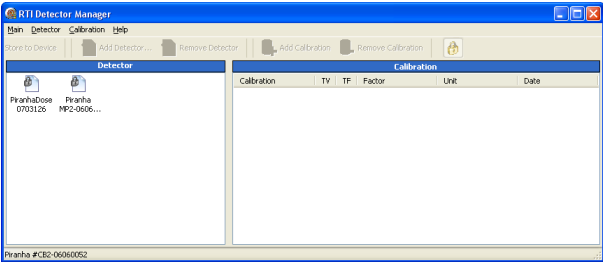 RTI Detector Manager
Main Detector Calibration Help
Store to Device Add Detector... Remove Detector Add Calibration Remove Calibration
Detector Calibration
Calibration TV TF Factor Unit Date
PiranhaDose Piranha
0703126 MP2-0606...
Piranha #CB2-06060052